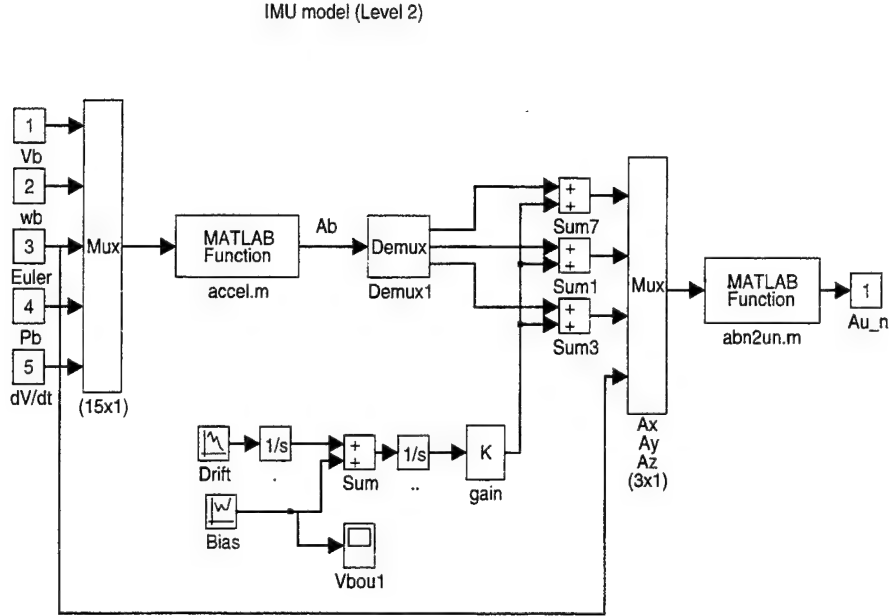 IMU model (Level 2)
1
Vb
2
wb
3
Euler
4
Pb
5
dV/dt
Mux
(15x1)
MATLAB
Function
accel.m
Ab
Demux
Demux1
+
+
Sum7
+
+
Sum1
+
+
Sum3
Mux
Ax
Ay
Az
(3x1)
MATLAB
Function
abn2un.m
1
Au_n
Drift
1/s
.
+
+
Sum
1/s
..
K
gain
Bias
Vbou1